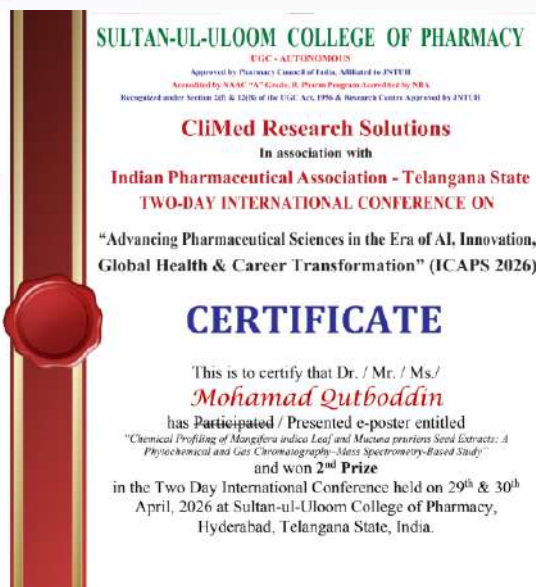 SULTAN-UL-ULOOM COLLEGE OF PHARMACY
UGC - AUTONOMOUS
Approved by Pharmacy Council of India, Affiliated to JNTUH
Accredited by NAAC "A" Grade, B. Pharm Program Accredited by NBA
Recognized under Section 2(f) & 12(B) of the UGC Act, 1956 & Research Centre Approved by JNTUH
CliMed Research Solutions
In association with
Indian Pharmaceutical Association - Telangana State
TWO-DAY INTERNATIONAL CONFERENCE ON
“Advancing Pharmaceutical Sciences in the Era of AI, Innovation,
Global Health & Career Transformation” (ICAPS 2026)
CERTIFICATE
This is to certify that Dr. / Mr. / Ms./
Mohamad Qutboddin
has Participated / Presented e-poster entitled
"Chemical Profiling of Mangifera indica Leaf and Mucuna pruriens Seed Extracts: A
Phytochemical and Gas Chromatography–Mass Spectrometry-Based Study"
and won 2nd Prize
in the Two Day International Conference held on 29th & 30th
April, 2026 at Sultan-ul-Uloom College of Pharmacy,
Hyderabad, Telangana State, India.